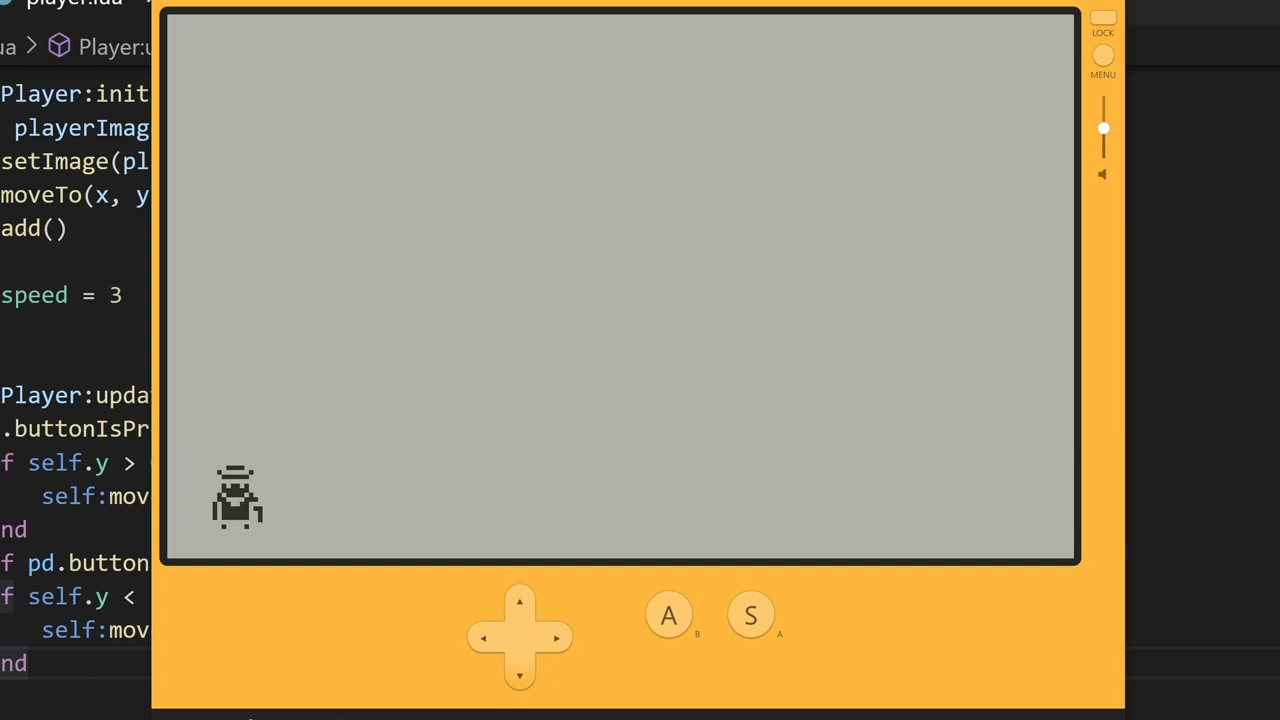 player.lua
ua > Player:u
Player:init
playerImag
setImage(pl
moveTo(x, y
add()
speed = 3
Player:upda
.buttonIsPr
f self.y >
self:mov
nd
f pd.button
f self.y <
self:mov
nd
LOCK
MENU
A
B
S
A